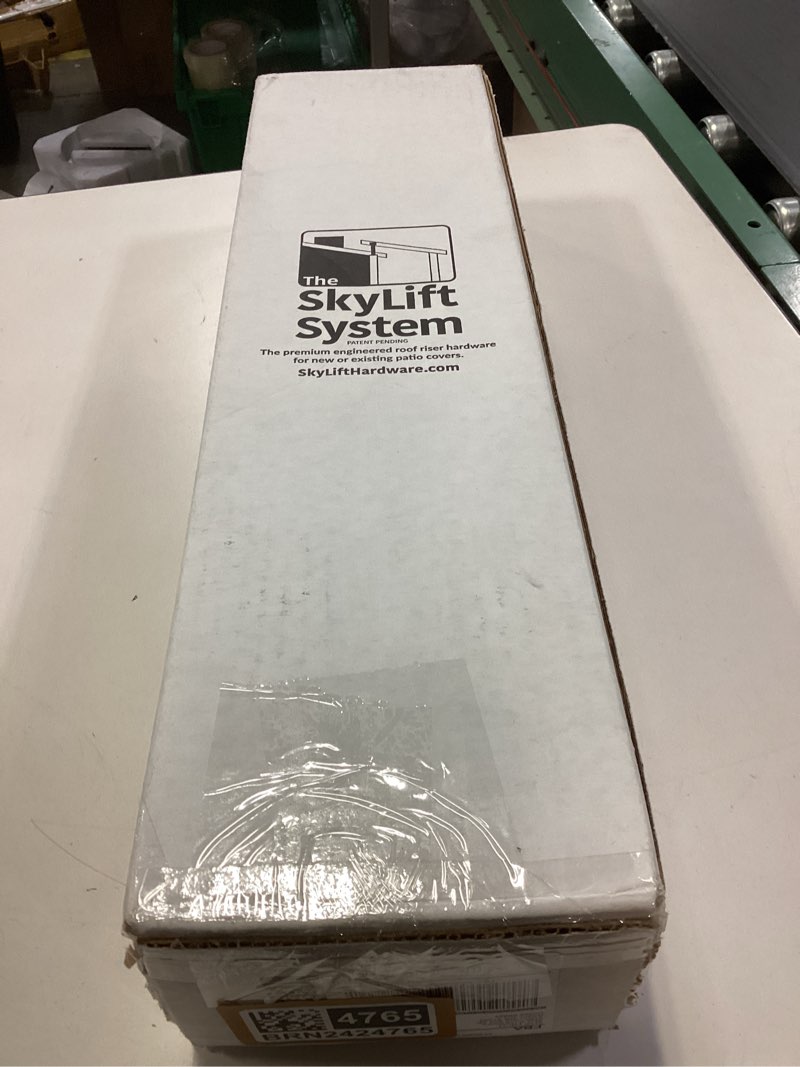 The
SkyLift
System
PATENT PENDING
The premium engineered roof riser hardware
for new or existing patio covers.
SkyLiftHardware.com
4765
BRN2424765
FBA